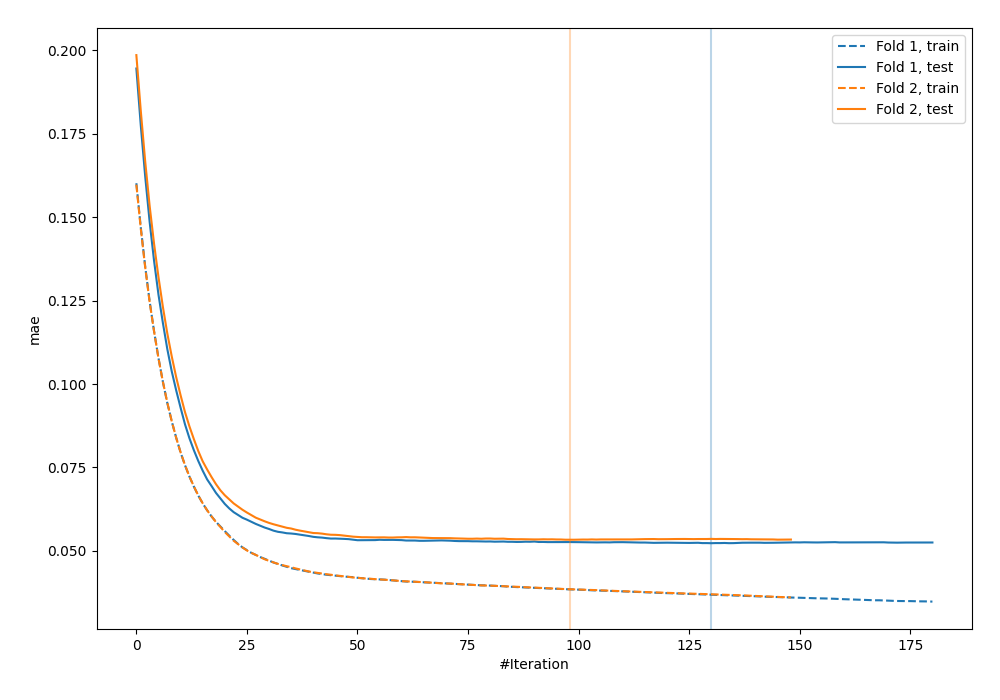 0.200
0.175
0.150
0.125
0.100
0.075
0.050
mae
0
25
50
75
100
125
150
175
#Iteration
Fold 1, train
Fold 1, test
Fold 2, train
Fold 2, test